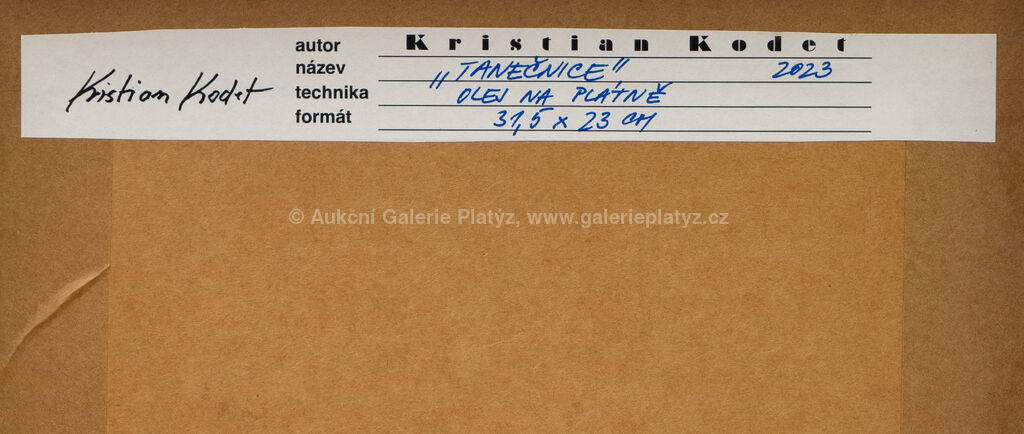 autor Kristian Kodet
název „TANEČNICE" 2023
Kristian Kodet
technika OLEJ NA PLÁTNĚ
formát 31,5 x 23 CM
© Aukční Galerie Platýz, www.galerieplatyz.cz